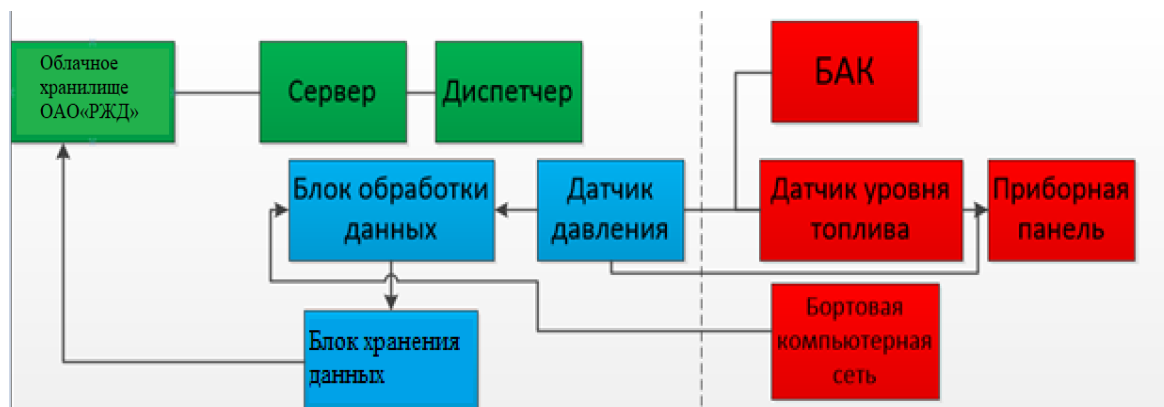 Облачное
хранилище
ОАО«РЖД»
Сервер
Диспетчер
БАК
Блок обработки
данных
Датчик
давления
Датчик уровня
топлива
Приборная
панель
Блок хранения
данных
Бортовая
компьютерная
сеть